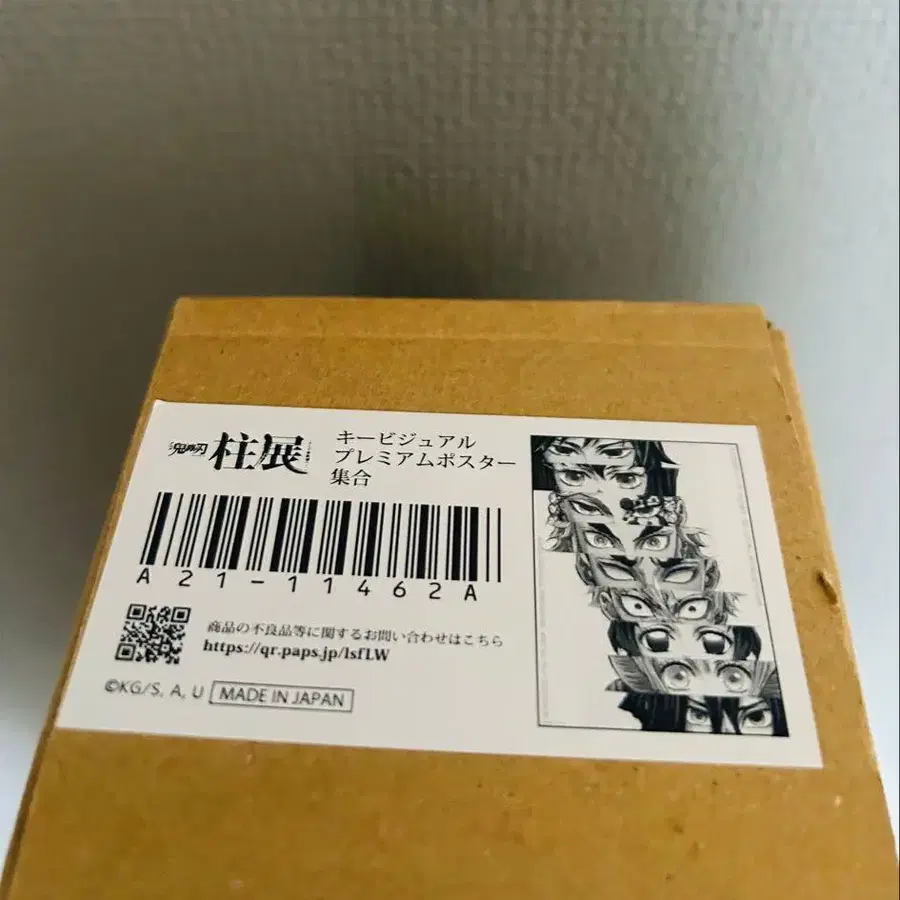 鬼滅の刃 柱展
キービジュアル
プレミアムポスター
集合
A21-11462A
商品の不良品等に関するお問い合わせはこちら
https://qr.paps.jp/lsfLW
©KG/S, A, U MADE IN JAPAN